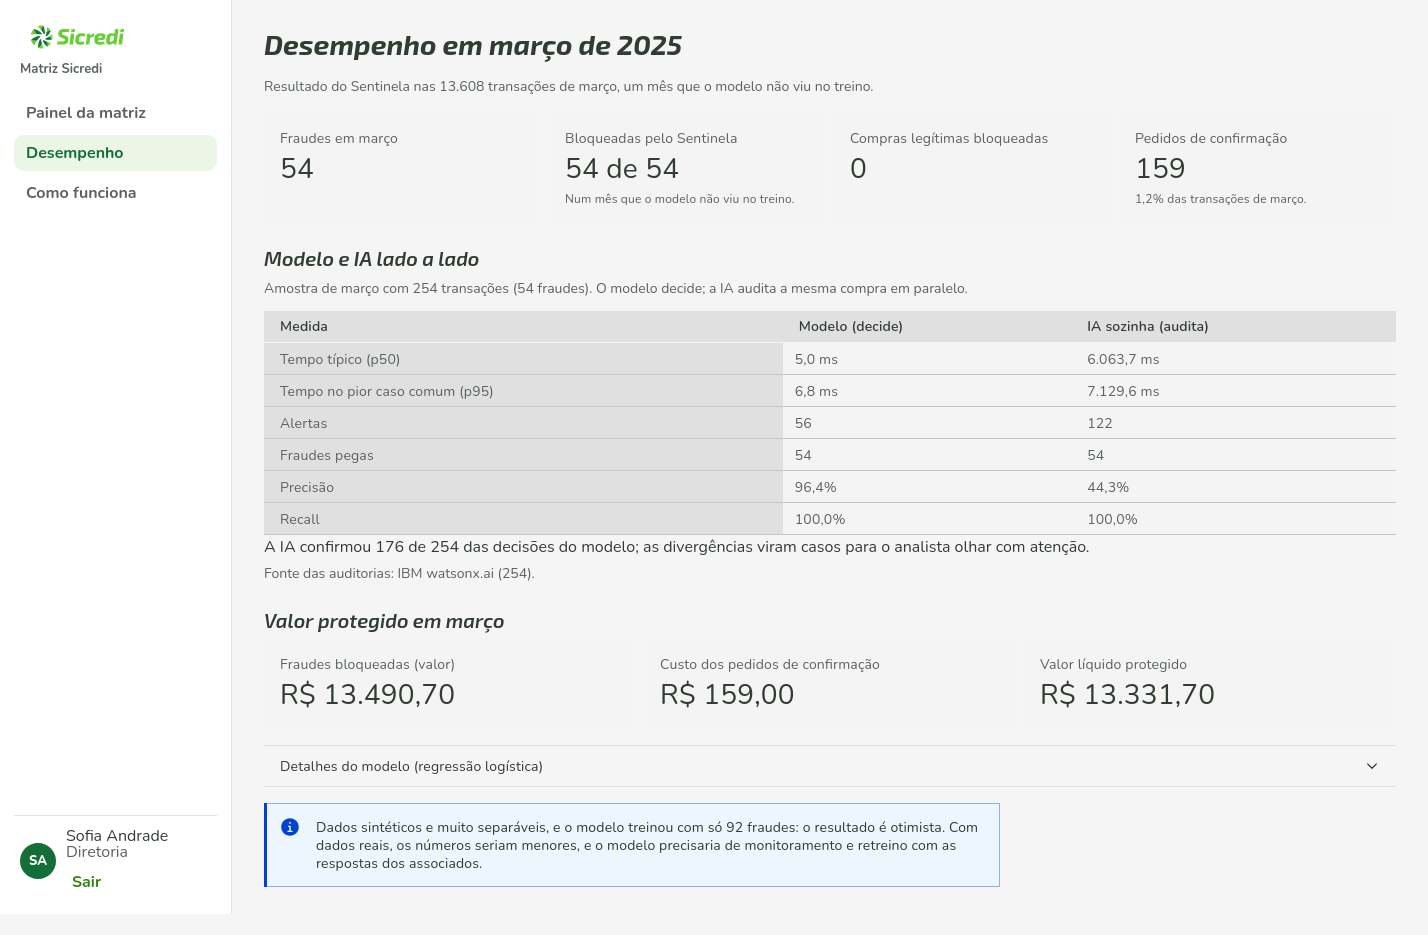 Sicredi
Matriz Sicredi
Painel da matriz
Desempenho
Como funciona
Sofia Andrade
Diretoria
SA
Sair
Desempenho em março de 2025
Resultado do Sentinela nas 13.608 transações de março, um mês que o modelo não viu no treino.
Fraudes em março
54
Bloqueadas pelo Sentinela
54 de 54
Num mês que o modelo não viu no treino.
Compras legítimas bloqueadas
0
Pedidos de confirmação
159
1,2% das transações de março.
Modelo e IA lado a lado
Amostra de março com 254 transações (54 fraudes). O modelo decide; a IA audita a mesma compra em paralelo.
Medida Modelo (decide) IA sozinha (audita)
Tempo típico (p50) 5,0 ms 6.063,7 ms
Tempo no pior caso comum (p95) 6,8 ms 7.129,6 ms
Alertas 56 122
Fraudes pegas 54 54
Precisão 96,4% 44,3%
Recall 100,0% 100,0%
A IA confirmou 176 de 254 das decisões do modelo; as divergências viram casos para o analista olhar com atenção.
Fonte das auditorias: IBM watsonx.ai (254).
Valor protegido em março
Fraudes bloqueadas (valor)
R$ 13.490,70
Custo dos pedidos de confirmação
R$ 159,00
Valor líquido protegido
R$ 13.331,70
Detalhes do modelo (regressão logística)
Dados sintéticos e muito separáveis, e o modelo treinou com só 92 fraudes: o resultado é otimista. Com
dados reais, os números seriam menores, e o modelo precisaria de monitoramento e retreino com as
respostas dos associados.